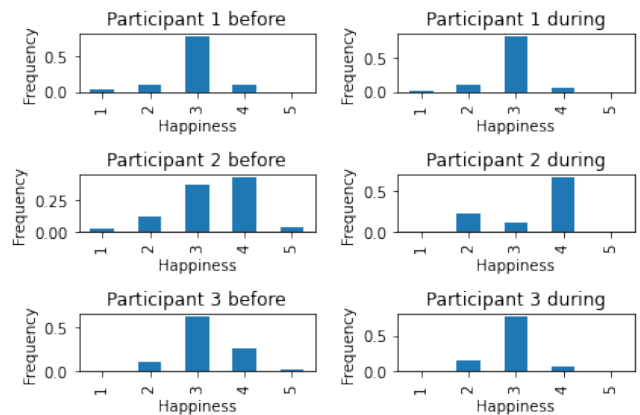 Participant 1 before
Frequency
0.5
0.0
1 2 3 4 5
Happiness
Participant 1 during
Frequency
0.5
0.0
1 2 3 4 5
Happiness
Participant 2 before
Frequency
0.25
0.00
1 2 3 4 5
Happiness
Participant 2 during
Frequency
0.5
0.0
1 2 3 4 5
Happiness
Participant 3 before
Frequency
0.5
0.0
1 2 3 4 5
Happiness
Participant 3 during
Frequency
0.5
0.0
1 2 3 4 5
Happiness